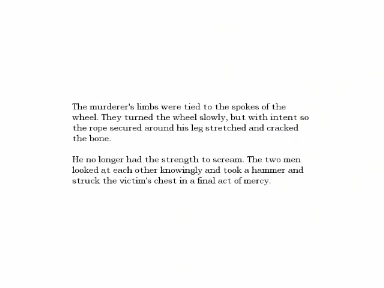 The murderer's limbs were tied to the spokes of the
wheel. They turned the wheel slowly, but with intent so
the rope secured around his leg stretched and cracked
the bone.
He no longer had the strength to scream. The two men
looked at each other knowingly and took a hammer and
struck the victim's chest in a final act of mercy.